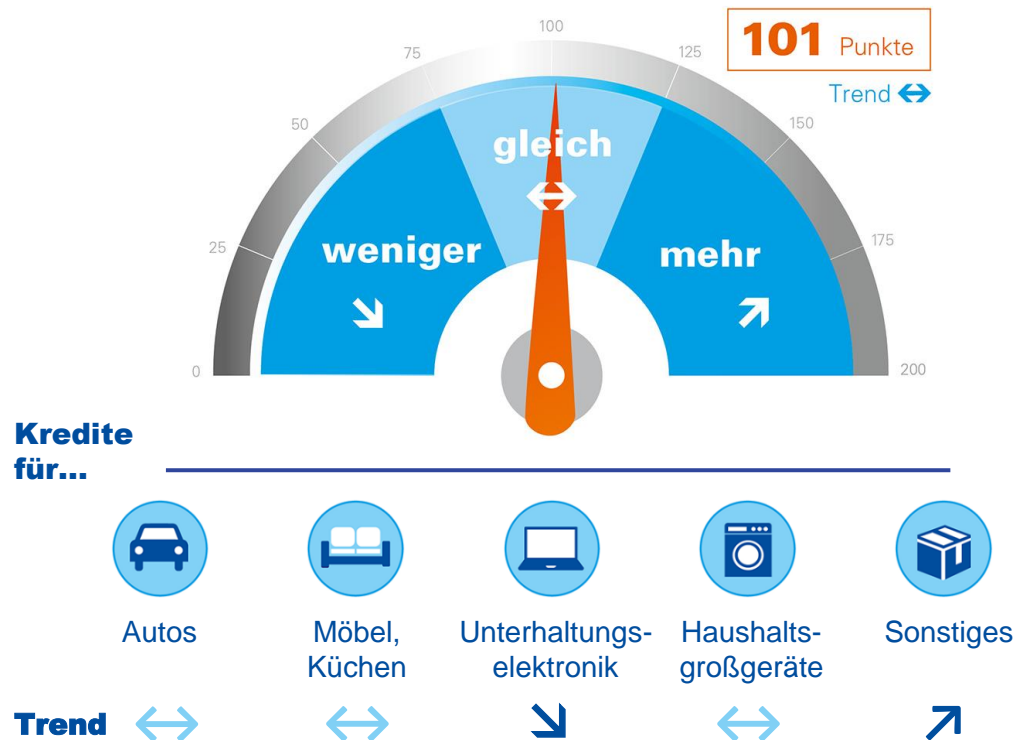 100
101 Punkte
75
125
Trend
50
150
gleich
25
weniger
mehr
175
0
200
Kredite
für...
Autos
Möbel,
Küchen
Unterhaltungs-
elektronik
Haushalts-
großgeräte
Sonstiges
Trend